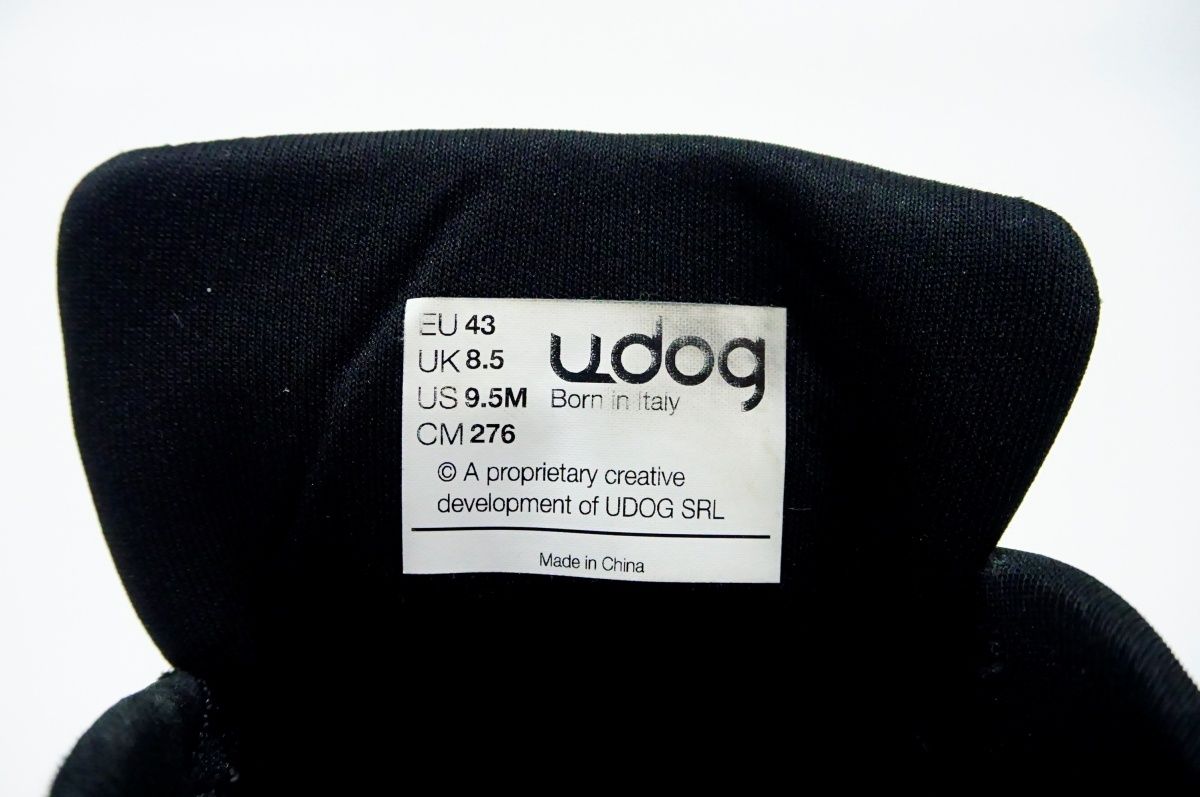 EU 43
UK 8.5
US 9.5M
CM 276
udog
Born in Italy
© A proprietary creative
development of UDOG SRL
Made in China